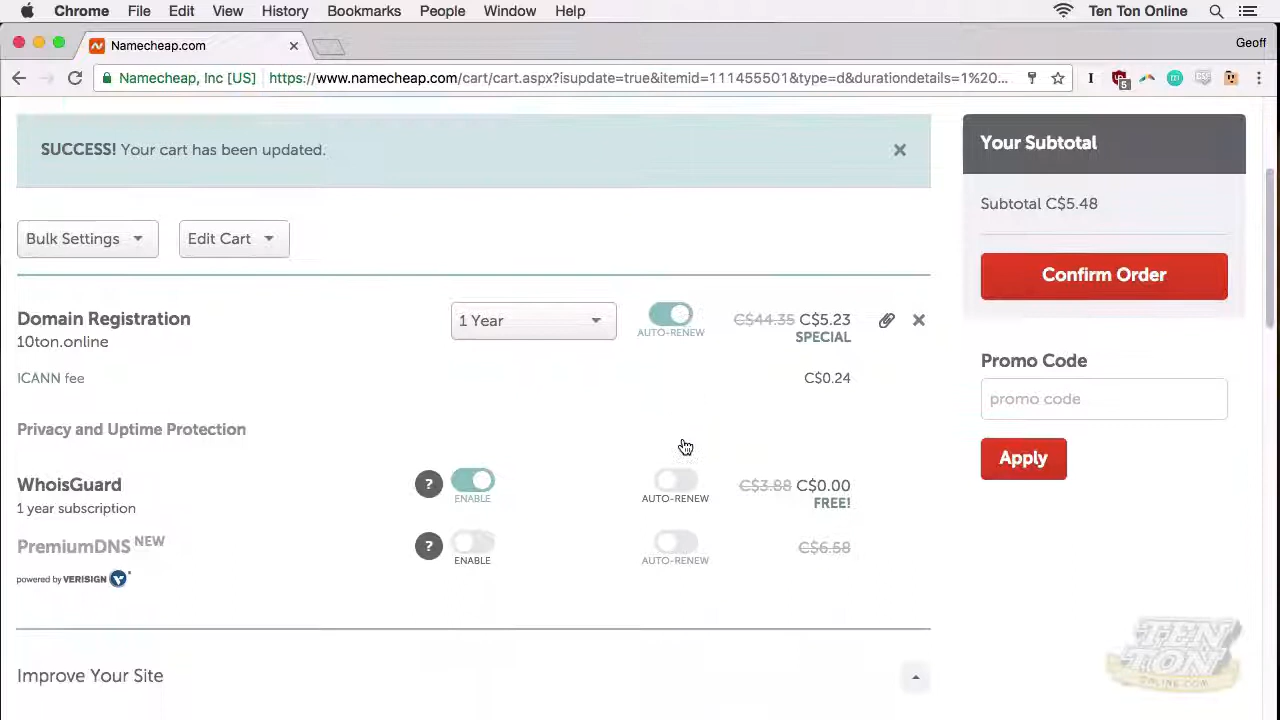 Chrome File Edit View History Bookmarks People Window Help Ten Ton Online
Namecheap.com
Geoff
Namecheap, Inc [US] https://www.namecheap.com/cart/cart.aspx?isupdate=true&itemid=111455501&type=d&durationdetails=1%20...
5
SUCCESS! Your cart has been updated.
Bulk Settings
Edit Cart
Domain Registration
10ton.online
1 Year
AUTO-RENEW
C$44.35 C$5.23
SPECIAL
ICANN fee
C$0.24
Privacy and Uptime Protection
WhoisGuard
1 year subscription
?
ENABLE
AUTO-RENEW
C$3.88 C$0.00
FREE!
PremiumDNS NEW
powered by VERISIGN
?
ENABLE
AUTO-RENEW
C$6.58
Improve Your Site
Your Subtotal
Subtotal C$5.48
Confirm Order
Promo Code
promo code
Apply
TEN
TON
ONLINE.COM